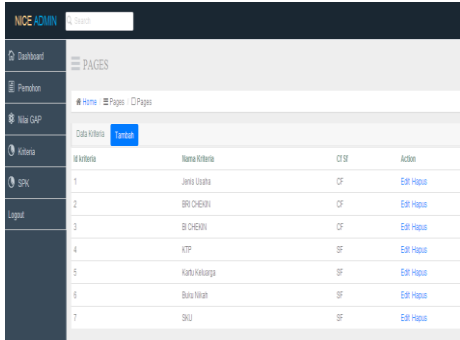 NICE ADMIN Search
Dashboard
Pemohon
Nilai GAP
Kriteria
SPK
Logout
PAGES
Home / Pages / Pages
Data Kriteria Tambah
Id kriteria Nama Kriteria Cf Sf Action
1 Jenis Usaha CF Edit Hapus
2 BRI CHEKIN CF Edit Hapus
3 BI CHEKIN CF Edit Hapus
4 KTP SF Edit Hapus
5 Kartu Keluarga SF Edit Hapus
6 Buku Nikah SF Edit Hapus
7 SKU SF Edit Hapus